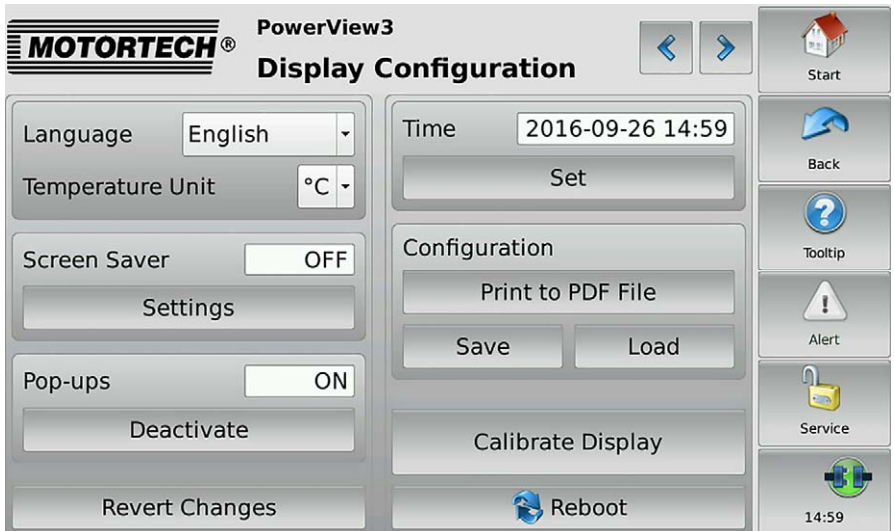 MOTORTECH®
PowerView3
Display Configuration
Language English
Temperature Unit °C
Screen Saver OFF
Settings
Pop-ups ON
Deactivate
Revert Changes
Time 2016-09-26 14:59
Set
Configuration
Print to PDF File
Save Load
Calibrate Display
Reboot
Start
Back
?
Tooltip
!
Alert
Service
14:59